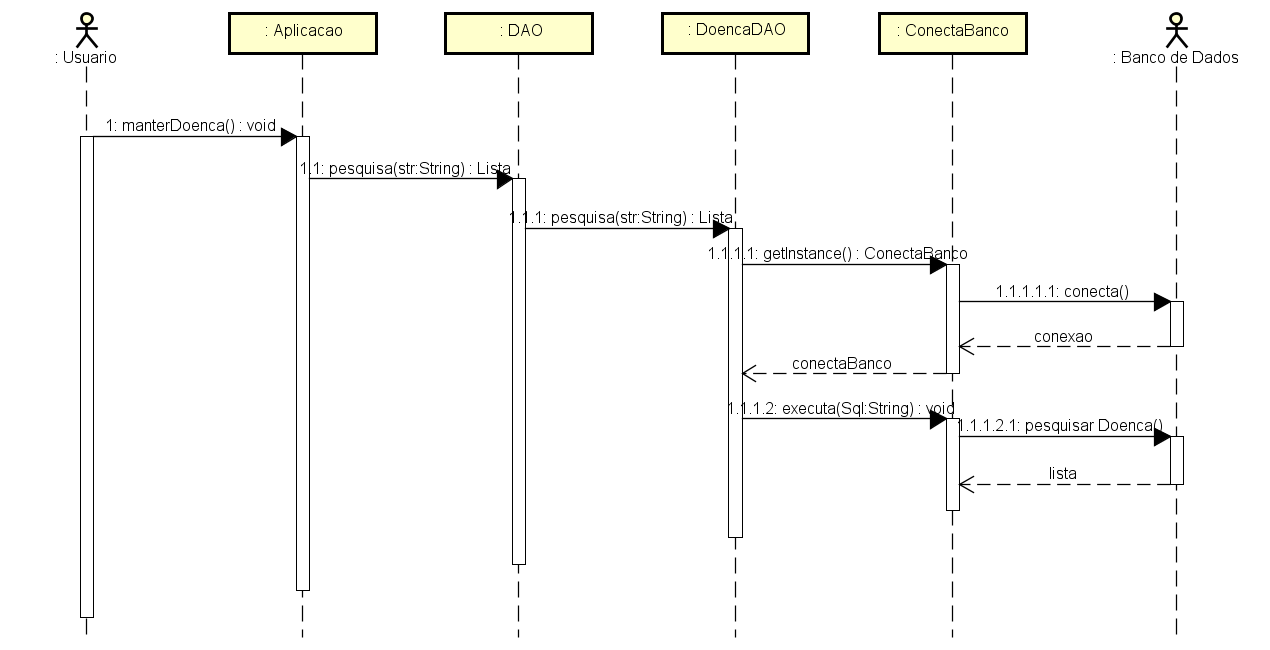 : Usuario
: Aplicacao
: DAO
: DoencaDAO
: ConectaBanco
: Banco de Dados
1: manterDoenca() : void
1.1: pesquisa(str:String) : Lista
1.1.1: pesquisa(str:String) : Lista
1.1.1.1: getInstance() : ConectaBanco
1.1.1.1.1: conecta()
conexao
conectaBanco
1.1.1.2: executa(Sql:String) : void
1.1.1.2.1: pesquisar Doenca()
lista